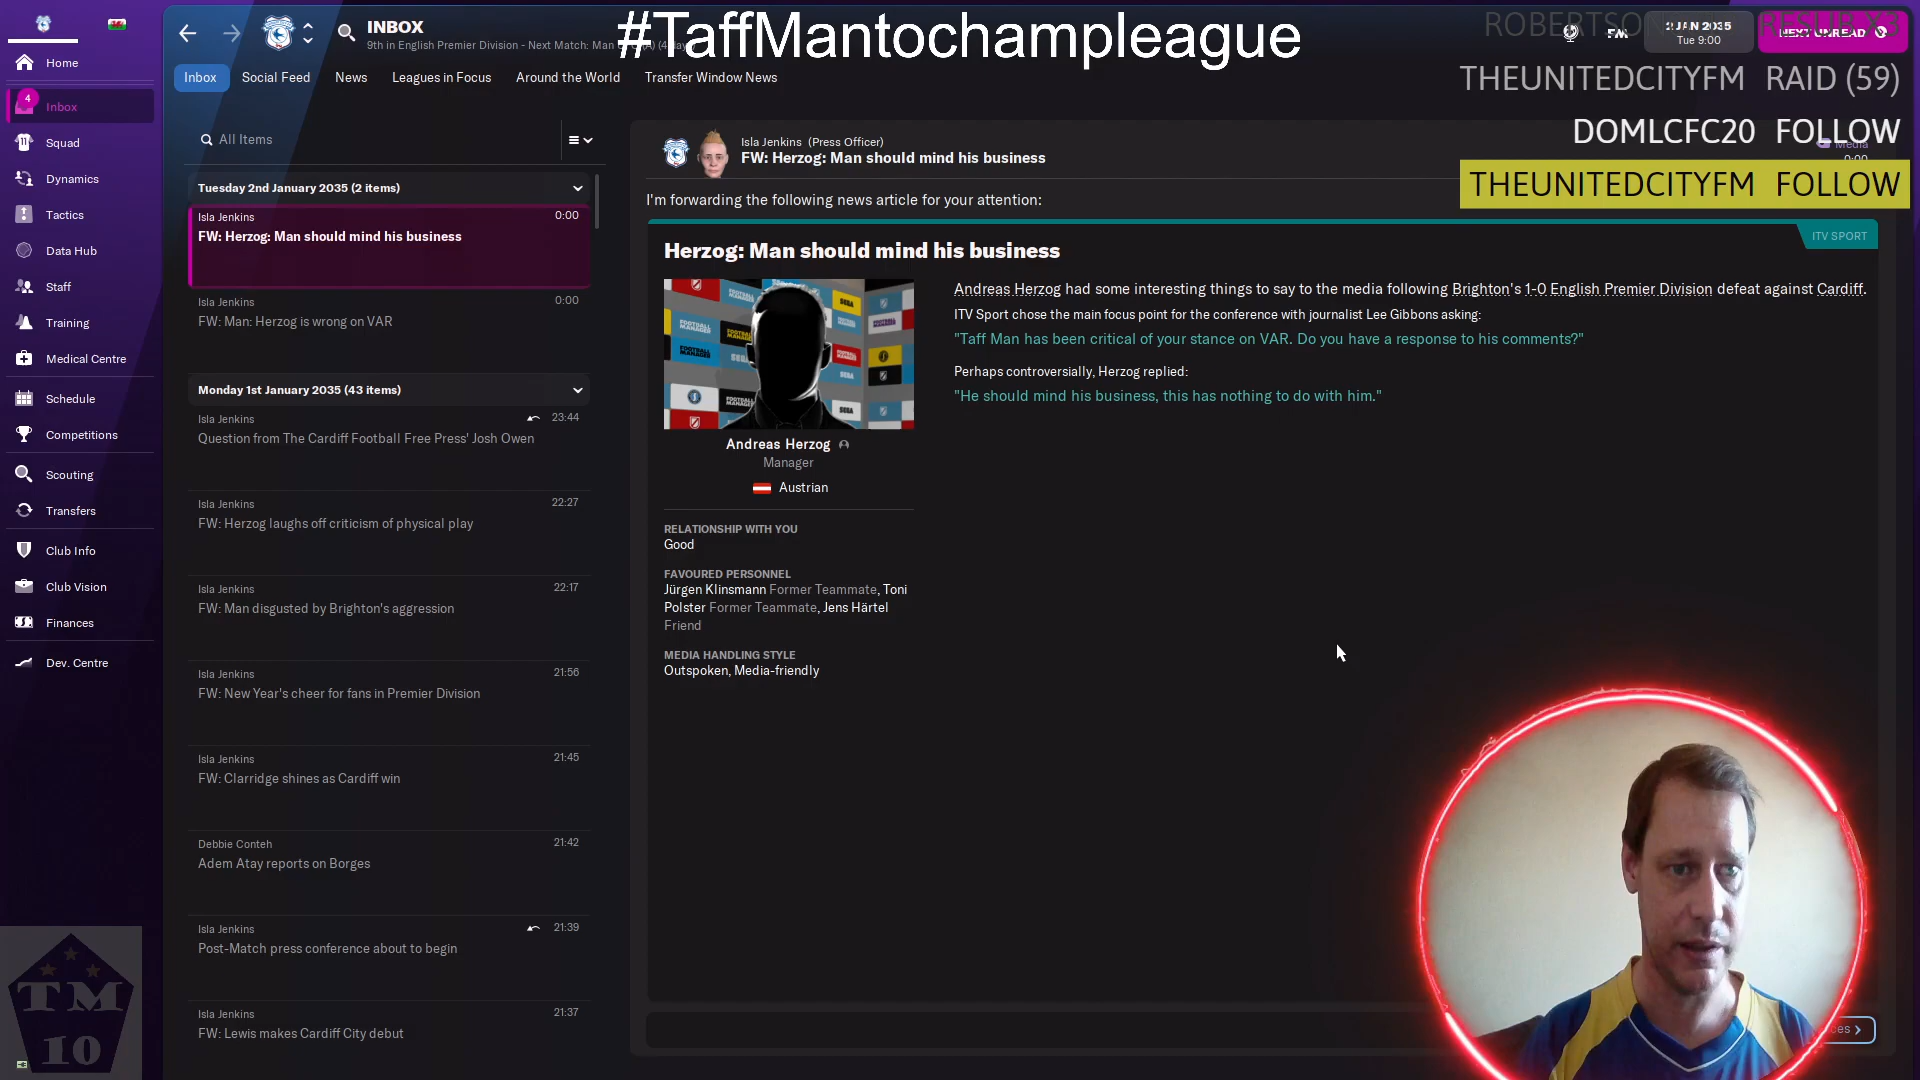 #TaffMantochampleague
INBOX
9th in English Premier Division - Next Match: Man
2 JAN 2035
Tue 9:00
NEXT UNREAD
ROBERTSON
RESUB X3
THEUNITEDCITYFM RAID (59)
DOMLCFC20 FOLLOW
THEUNITEDCITYFM FOLLOW
Home
4
Inbox
Squad
Dynamics
Tactics
Data Hub
Staff
Training
Medical Centre
Schedule
Competitions
Scouting
Transfers
Club Info
Club Vision
Finances
Dev. Centre
TM
10
Inbox
Social Feed
News
Leagues in Focus
Around the World
Transfer Window News
All Items
Tuesday 2nd January 2035 (2 items)
Isla Jenkins 0:00
FW: Herzog: Man should mind his business
Isla Jenkins 0:00
FW: Man: Herzog is wrong on VAR
Monday 1st January 2035 (43 items)
Isla Jenkins 23:44
Question from The Cardiff Football Free Press' Josh Owen
Isla Jenkins 22:27
FW: Herzog laughs off criticism of physical play
Isla Jenkins 22:17
FW: Man disgusted by Brighton's aggression
Isla Jenkins 21:56
FW: New Year's cheer for fans in Premier Division
Isla Jenkins 21:45
FW: Clarridge shines as Cardiff win
Debbie Conteh 21:42
Adem Atay reports on Borges
Isla Jenkins 21:39
Post-Match press conference about to begin
Isla Jenkins 21:37
FW: Lewis makes Cardiff City debut
Isla Jenkins (Press Officer)
FW: Herzog: Man should mind his business
Media
0:00
I'm forwarding the following news article for your attention:
ITV SPORT
Herzog: Man should mind his business
Andreas Herzog had some interesting things to say to the media following Brighton's 1-0 English Premier Division defeat against Cardiff.
ITV Sport chose the main focus point for the conference with journalist Lee Gibbons asking:
"Taff Man has been critical of your stance on VAR. Do you have a response to his comments?"
Perhaps controversially, Herzog replied:
"He should mind his business, this has nothing to do with him."
Andreas Herzog
Manager
Austrian
RELATIONSHIP WITH YOU
Good
FAVOURED PERSONNEL
Jürgen Klinsmann Former Teammate, Toni
Polster Former Teammate, Jens Härtel
Friend
MEDIA HANDLING STYLE
Outspoken, Media-friendly